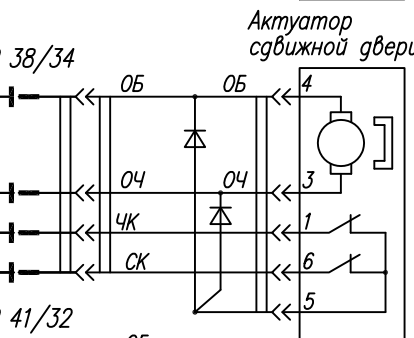 Актуатор
сдвижной двери
38/34
ОБ ОБ 4
ОЧ ОЧ 3
ЧК 1
СК 6
5
41/32